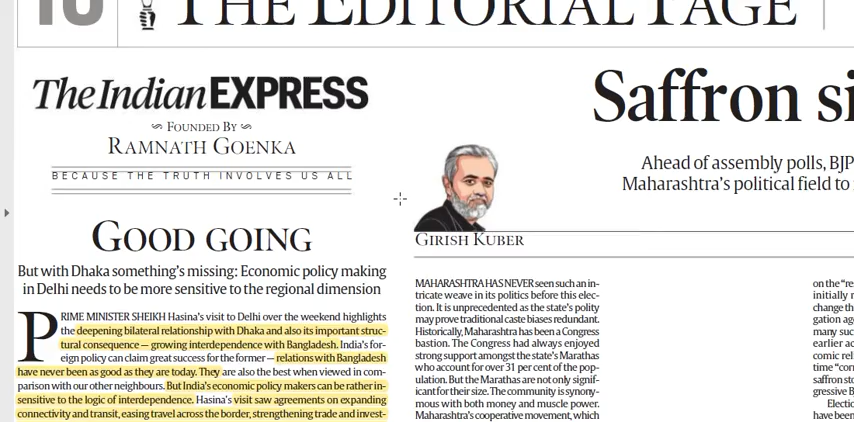 10 THE EDITORIAL PAGE
The Indian EXPRESS
FOUNDED BY
RAMNATH GOENKA
BECAUSE THE TRUTH INVOLVES US ALL
GOOD GOING
But with Dhaka something's missing: Economic policy making
in Delhi needs to be more sensitive to the regional dimension
PRIME MINISTER SHEIKH Hasina's visit to Delhi over the weekend highlights
the deepening bilateral relationship with Dhaka and also its important struc-
tural consequence — growing interdependence with Bangladesh. India's for-
eign policy can claim great success for the former — relations with Bangladesh
have never been as good as they are today. They are also the best when viewed in com-
parison with our other neighbours. But India's economic policy makers can be rather in-
sensitive to the logic of interdependence. Hasina's visit saw agreements on expanding
connectivity and transit, easing travel across the border, strengthening trade and invest-
Saffron
Ahead of assembly polls, BJP
Maharashtra's political field to
GIRISH KUBER
MAHARASHTRA HAS NEVER seen such an in-
tricate weave in its politics before this elec-
tion. It is unprecedented as the state's polity
may prove traditional caste biases redundant.
Historically, Maharashtra has been a Congress
bastion. The Congress had always enjoyed
strong support amongst the state's Marathas
who account for over 31 per cent of the pop-
ulation. But the Marathas are not only signif-
icant for their size. The community is synony-
mous with both money and muscle power.
Maharashtra's cooperative movement, which
on the "re
initially
change th
gation ag
many suc
earlier ac
comic reli
time "cor
saffron sto
gressive B
Electio
have been